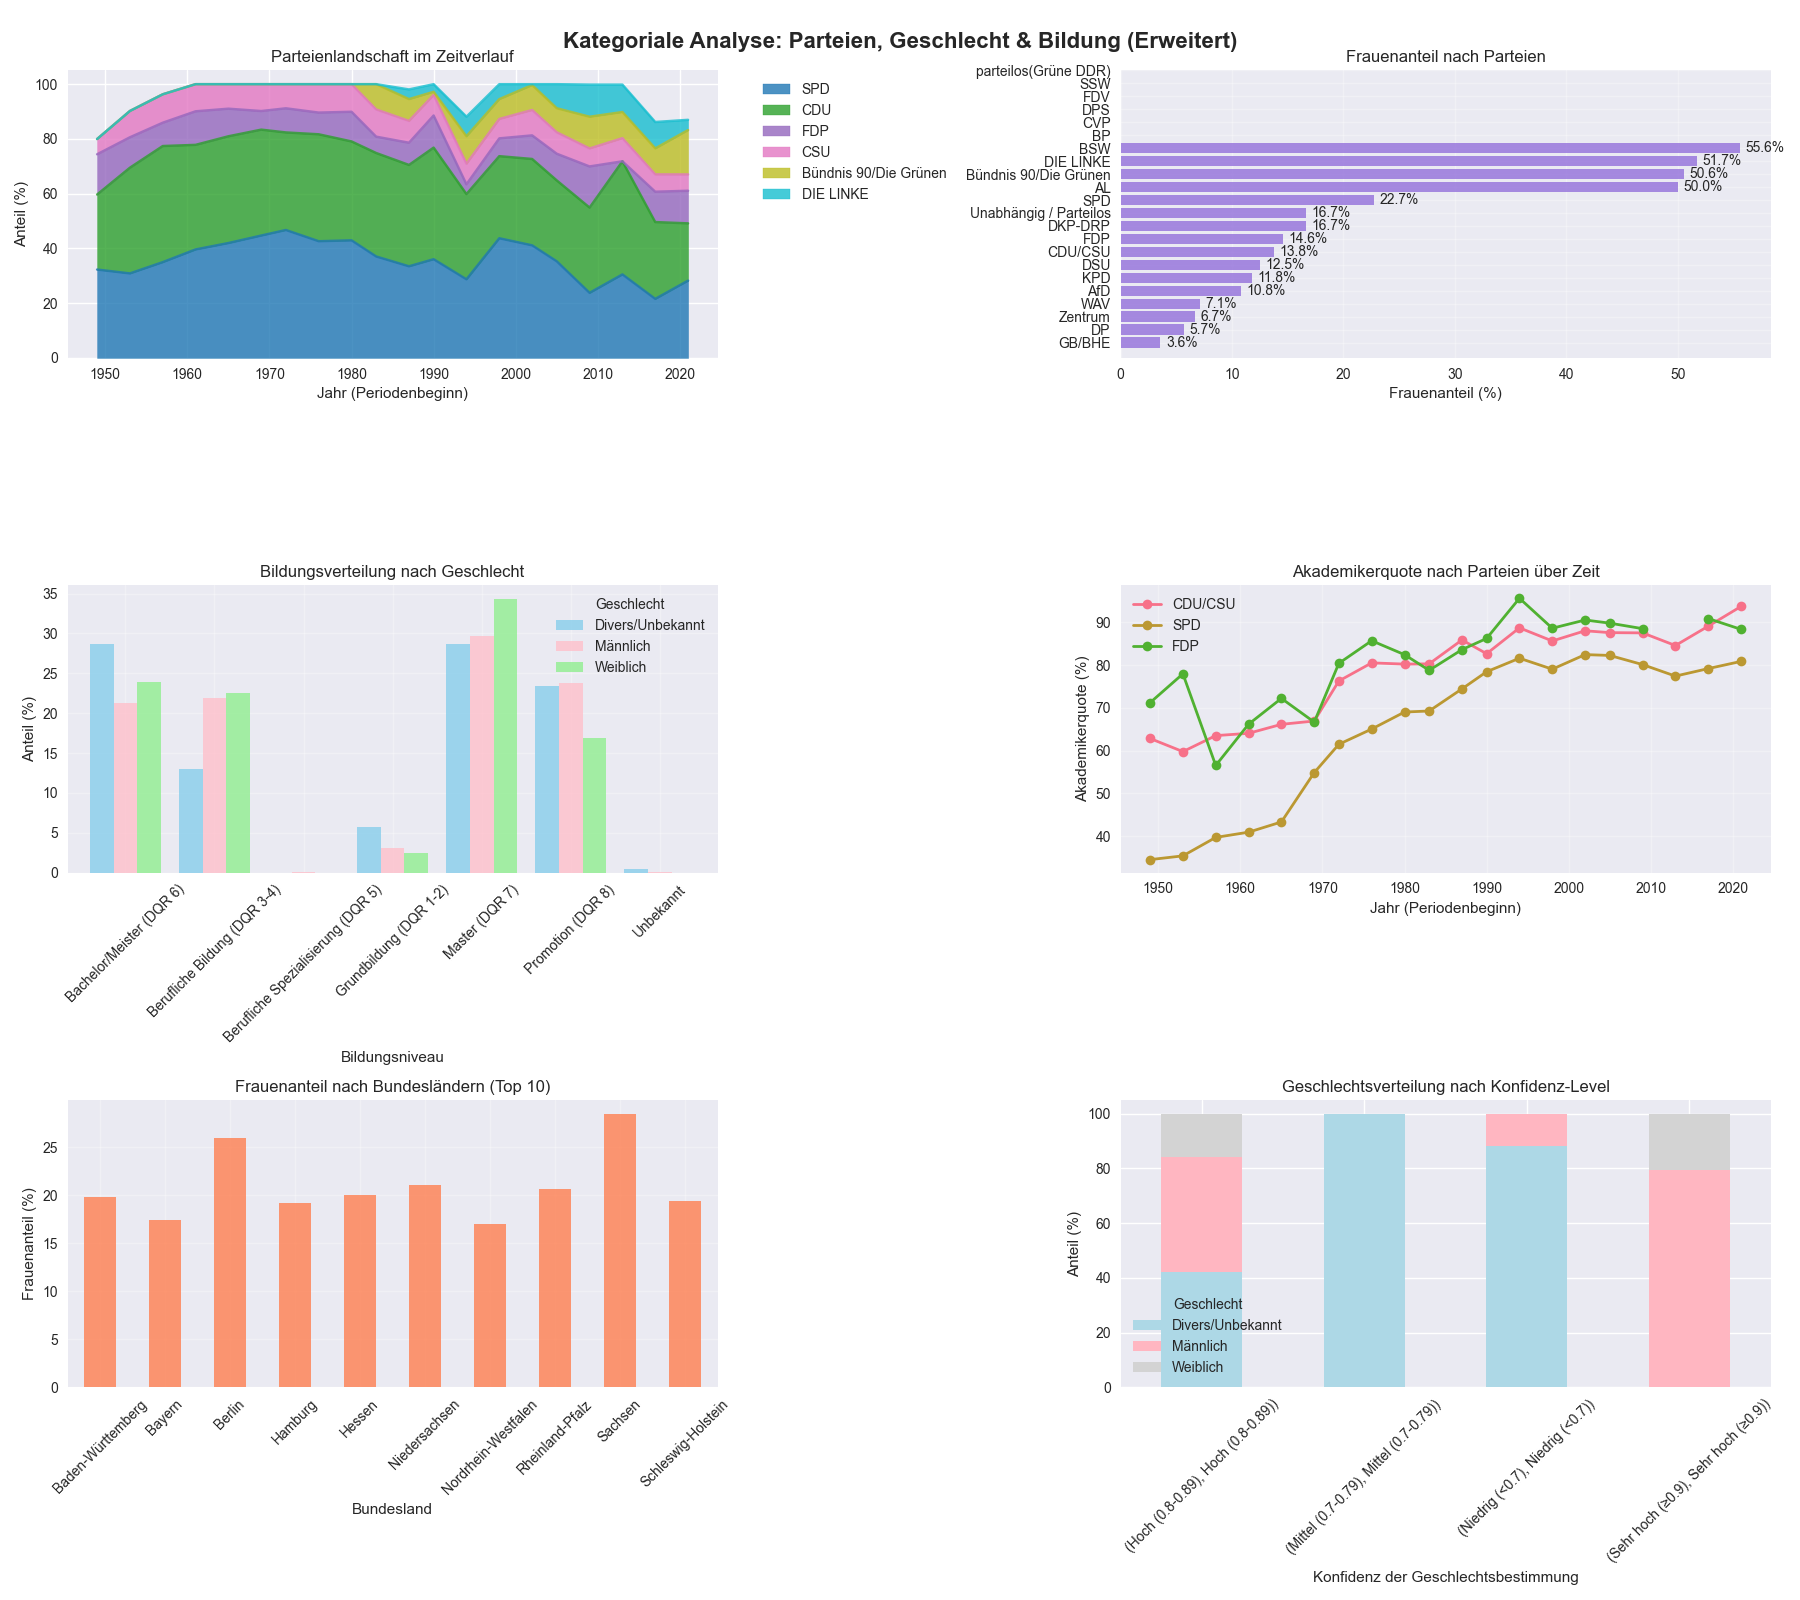 Kategoriale Analyse: Parteien, Geschlecht & Bildung (Erweitert)
Parteienlandschaft im Zeitverlauf
100
80
60
40
20
0
Anteil (%)
1950 1960 1970 1980 1990 2000 2010 2020
Jahr (Periodenbeginn)
SPD
CDU
FDP
CSU
Bündnis 90/Die Grünen
DIE LINKE
Frauenanteil nach Parteien
parteilos(Grüne DDR)
SSW
FDV
DPS
CVP
BP
BSW 55.6%
DIE LINKE 51.7%
Bündnis 90/Die Grünen 50.6%
AL 50.0%
SPD 22.7%
Unabhängig / Parteilos 16.7%
DKP-DRP 16.7%
FDP 14.6%
CDU/CSU 13.8%
DSU 12.5%
KPD 11.8%
AfD 10.8%
WAV 7.1%
Zentrum 6.7%
DP 5.7%
GB/BHE 3.6%
0 10 20 30 40 50
Frauenanteil (%)
Bildungsverteilung nach Geschlecht
35
30
25
20
15
10
5
0
Anteil (%)
Geschlecht
Divers/Unbekannt
Männlich
Weiblich
Bachelor/Meister (DQR 6)
Berufliche Bildung (DQR 3-4)
Berufliche Spezialisierung (DQR 5)
Grundbildung (DQR 1-2)
Master (DQR 7)
Promotion (DQR 8)
Unbekannt
Bildungsniveau
Akademikerquote nach Parteien über Zeit
CDU/CSU
SPD
FDP
90
80
70
60
50
40
Akademikerquote (%)
1950 1960 1970 1980 1990 2000 2010 2020
Jahr (Periodenbeginn)
Frauenanteil nach Bundesländern (Top 10)
25
20
15
10
5
0
Frauenanteil (%)
Baden-Württemberg
Bayern
Berlin
Hamburg
Hessen
Niedersachsen
Nordrhein-Westfalen
Rheinland-Pfalz
Sachsen
Schleswig-Holstein
Bundesland
Geschlechtsverteilung nach Konfidenz-Level
100
80
60
40
20
0
Anteil (%)
Geschlecht
Divers/Unbekannt
Männlich
Weiblich
(Hoch (0.8-0.89), Hoch (0.8-0.89))
(Mittel (0.7-0.79), Mittel (0.7-0.79))
(Niedrig (<0.7), Niedrig (<0.7))
(Sehr hoch (≥0.9), Sehr hoch (≥0.9))
Konfidenz der Geschlechtsbestimmung